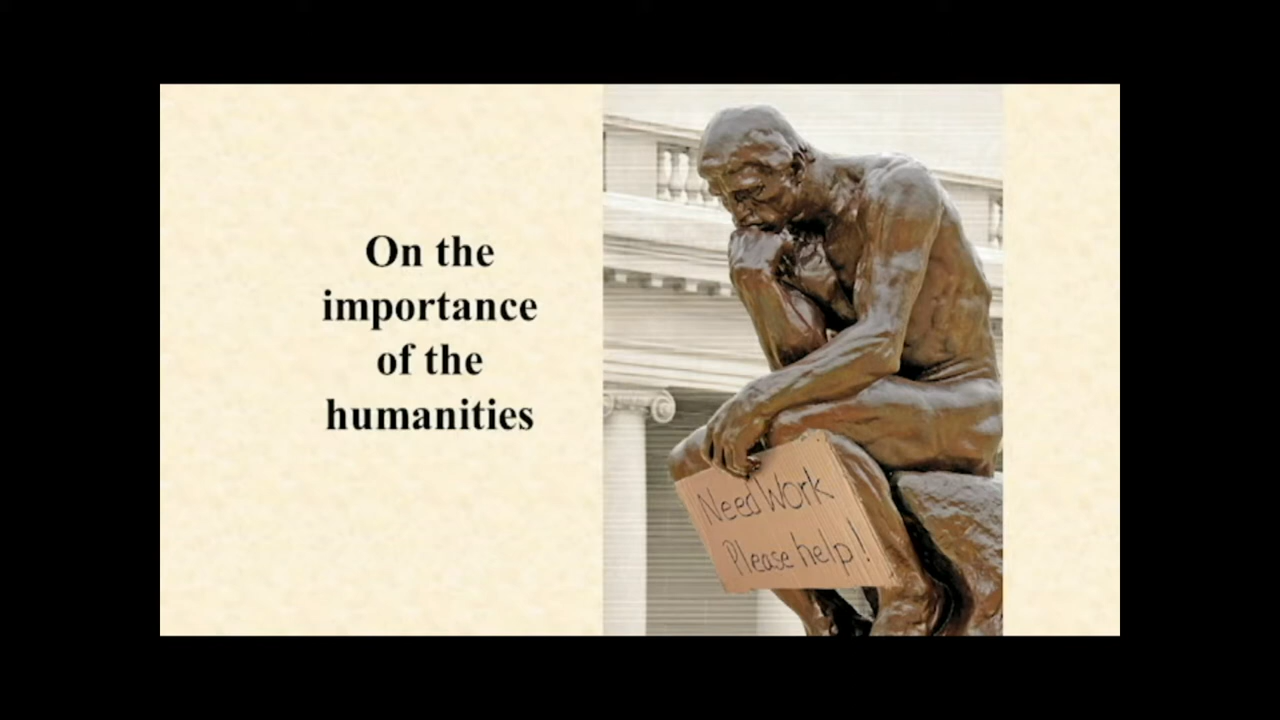 On the
importance
of the
humanities
Need Work
Please help!